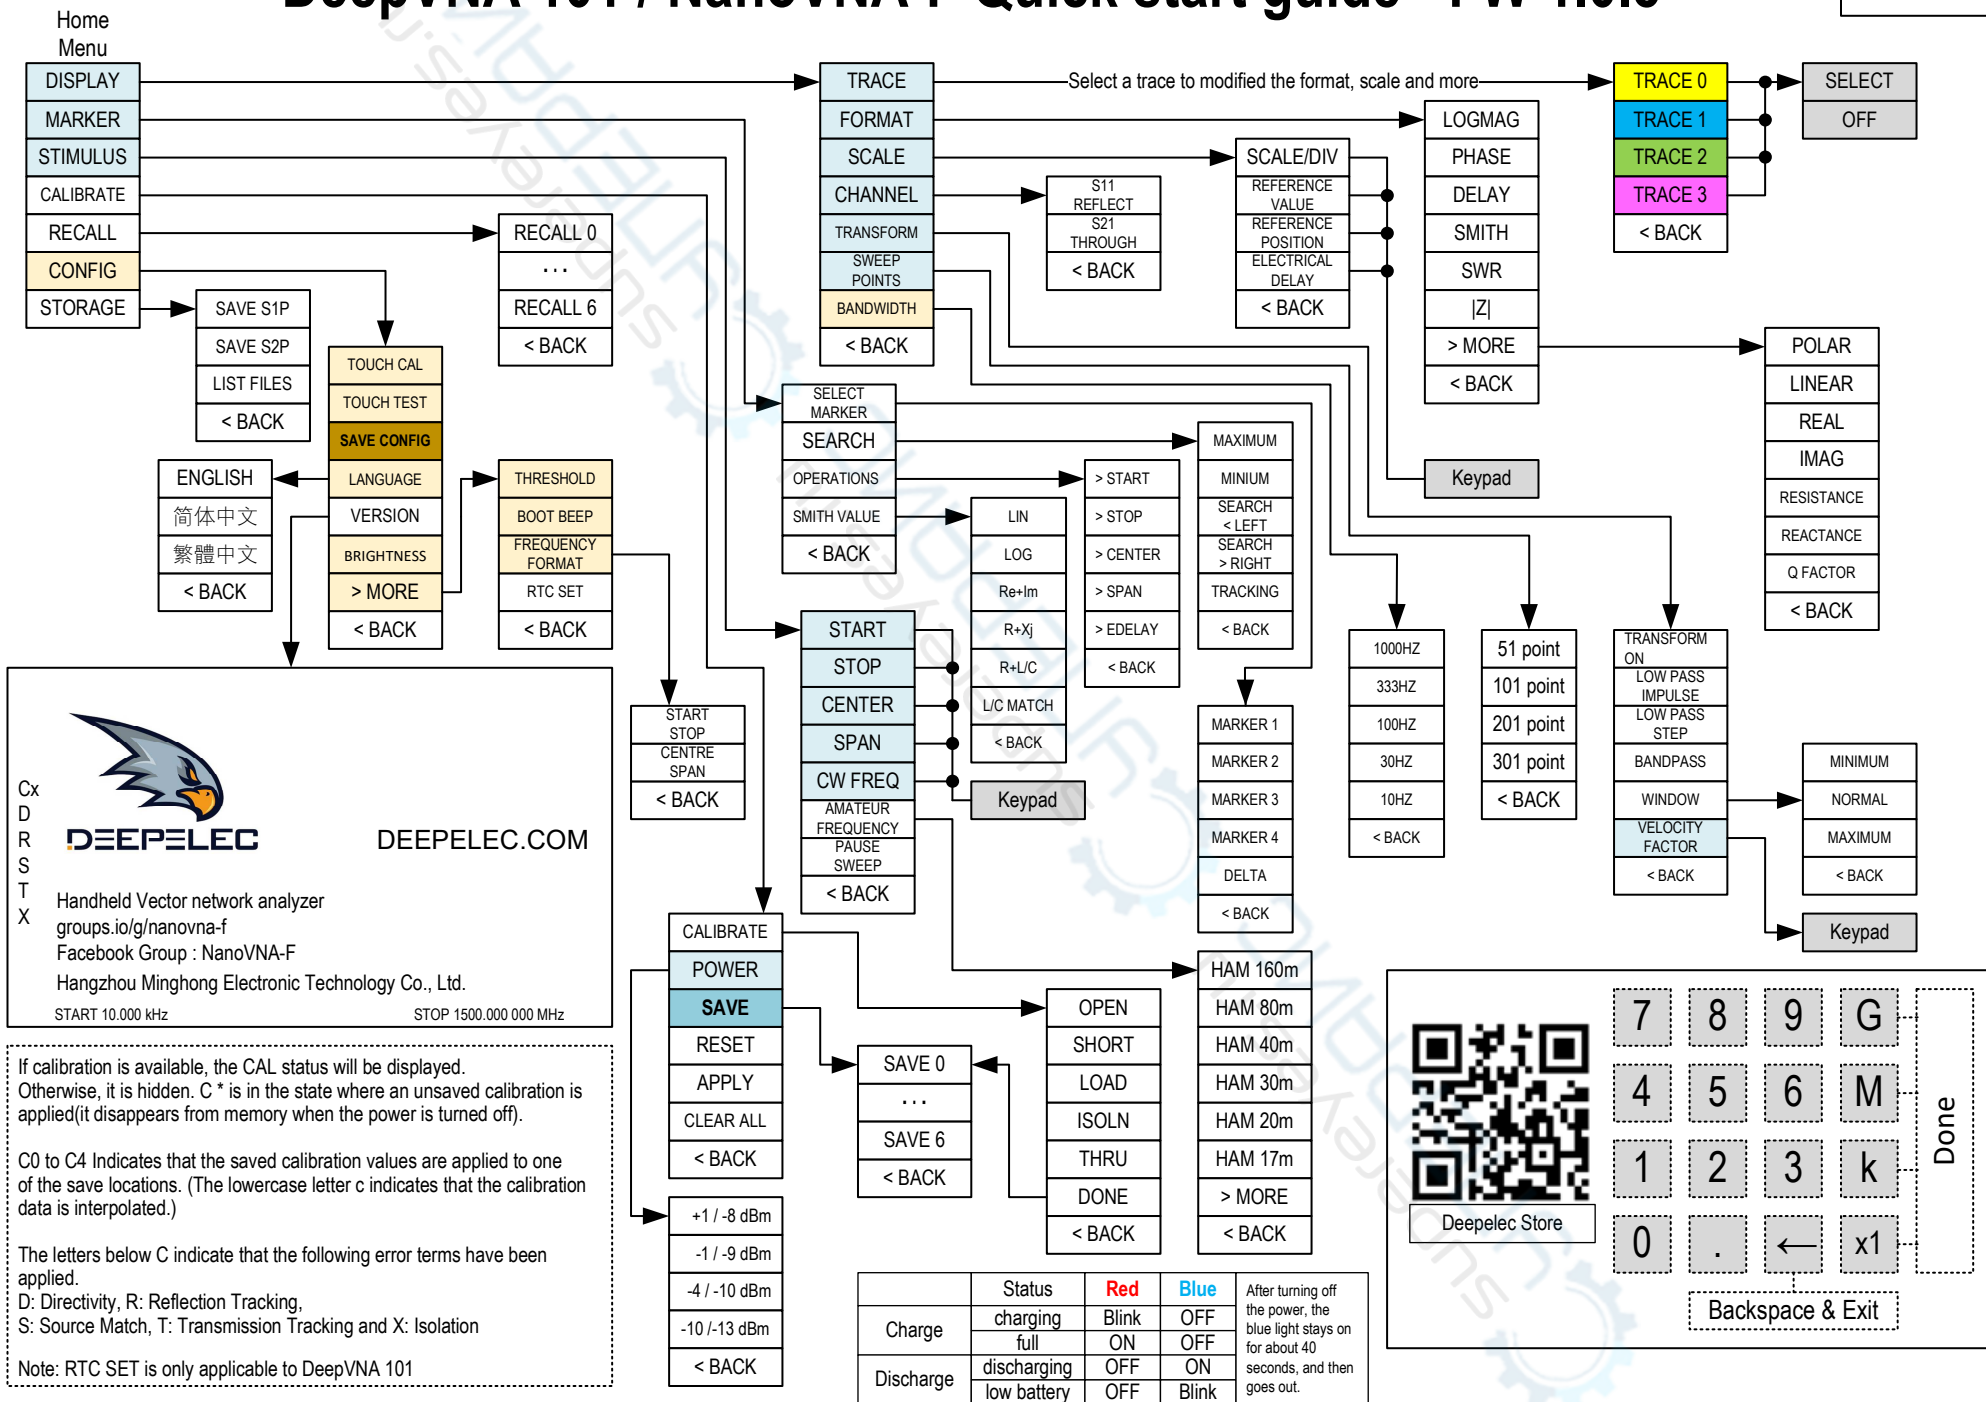 Home
Menu
DISPLAY
MARKER
STIMULUS
CALIBRATE
RECALL
CONFIG
STORAGE
SAVE S1P
SAVE S2P
LIST FILES
< BACK
RECALL 0
...
RECALL 6
< BACK
TOUCH CAL
TOUCH TEST
SAVE CONFIG
LANGUAGE
VERSION
BRIGHTNESS
> MORE
< BACK
ENGLISH
简体中文
繁體中文
< BACK
THRESHOLD
BOOT BEEP
FREQUENCY
FORMAT
RTC SET
< BACK
START
STOP
CENTRE
SPAN
< BACK
TRACE
FORMAT
SCALE
CHANNEL
TRANSFORM
SWEEP
POINTS
BANDWIDTH
< BACK
Select a trace to modified the format, scale and more
TRACE 0
TRACE 1
TRACE 2
TRACE 3
< BACK
SELECT
OFF
S11
REFLECT
S21
THROUGH
< BACK
SCALE/DIV
REFERENCE
VALUE
REFERENCE
POSITION
ELECTRICAL
DELAY
< BACK
LOGMAG
PHASE
DELAY
SMITH
SWR
|Z|
> MORE
< BACK
Keypad
POLAR
LINEAR
REAL
IMAG
RESISTANCE
REACTANCE
Q FACTOR
< BACK
SELECT
MARKER
SEARCH
OPERATIONS
SMITH VALUE
< BACK
MAXIMUM
MINIUM
SEARCH
< LEFT
SEARCH
> RIGHT
TRACKING
< BACK
> START
> STOP
> CENTER
> SPAN
> EDELAY
< BACK
LIN
LOG
Re+Im
R+Xj
R+L/C
L/C MATCH
< BACK
START
STOP
CENTER
SPAN
CW FREQ
AMATEUR
FREQUENCY
PAUSE
SWEEP
< BACK
Keypad
MARKER 1
MARKER 2
MARKER 3
MARKER 4
DELTA
< BACK
1000HZ
333HZ
100HZ
30HZ
10HZ
< BACK
51 point
101 point
201 point
301 point
< BACK
TRANSFORM
ON
LOW PASS
IMPULSE
LOW PASS
STEP
BANDPASS
WINDOW
VELOCITY
FACTOR
< BACK
MINIMUM
NORMAL
MAXIMUM
< BACK
Keypad
Cx
D
R
S
T
X
DEEPELEC
DEEPELEC.COM
Handheld Vector network analyzer
groups.io/g/nanovna-f
Facebook Group : NanoVNA-F
Hangzhou Minghong Electronic Technology Co., Ltd.
START 10.000 kHz
STOP 1500.000 000 MHz
If calibration is available, the CAL status will be displayed.
Otherwise, it is hidden. C * is in the state where an unsaved calibration is
applied(it disappears from memory when the power is turned off).
C0 to C4 Indicates that the saved calibration values are applied to one
of the save locations. (The lowercase letter c indicates that the calibration
data is interpolated.)
The letters below C indicate that the following error terms have been
applied.
D: Directivity, R: Reflection Tracking,
S: Source Match, T: Transmission Tracking and X: Isolation
Note: RTC SET is only applicable to DeepVNA 101
CALIBRATE
POWER
SAVE
RESET
APPLY
CLEAR ALL
< BACK
+1 / -8 dBm
-1 / -9 dBm
-4 / -10 dBm
-10 /-13 dBm
< BACK
SAVE 0
...
SAVE 6
< BACK
OPEN
SHORT
LOAD
ISOLN
THRU
DONE
< BACK
HAM 160m
HAM 80m
HAM 40m
HAM 30m
HAM 20m
HAM 17m
> MORE
< BACK
Status Red Blue
Charge
charging Blink OFF
full ON OFF
Discharge
discharging OFF ON
low battery OFF Blink
After turning off
the power, the
blue light stays on
for about 40
seconds, and then
goes out.
Deepelec Store
7 8 9 G
4 5 6 M
1 2 3 k
0 . ← x1
Done
Backspace & Exit